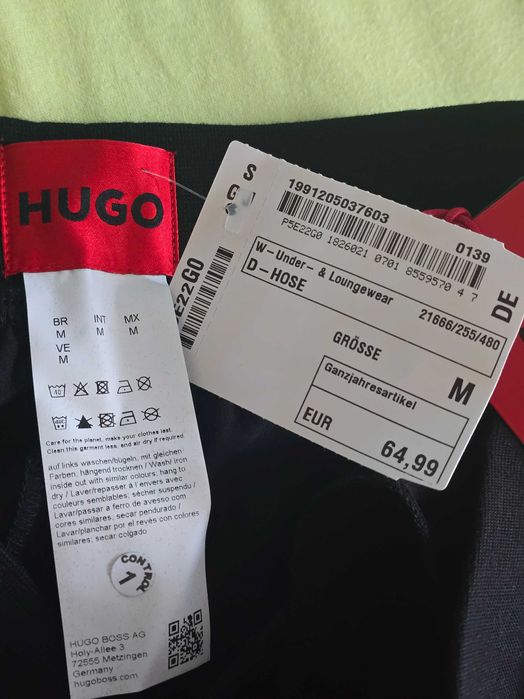 HUGO
BR INT MX
M M M
VE
M
40
Care for the planet, make your clothes last.
Clean this garment less, and air dry if required.
auf links waschen/bügeln, mit gleichen
Farben, hängend trocknen / Wash/ iron
inside out with similar colours; hang to
dry / Laver/repasser à l'envers avec
couleurs semblables; sécher suspendu /
Lavar/passar a ferro de avesso com
cores similares; secar pendurado /
Lavar/planchar por el revés con colores
similares; secar colgado
CONTROL
1
HUGO BOSS AG
Holy-Allee 3
72555 Metzingen
Germany
hugoboss.com
S
E22G0
1991205037603
0139
P5E22G0 1826021 0701 8559570 4 7
W-Under- & Loungewear
D-HOSE
21666/255/480
DE
GRÖSSE
M
Ganzjahresartikel
EUR
64,99